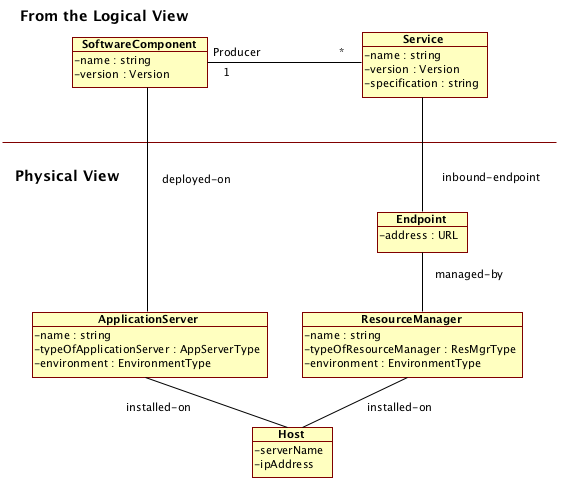 From the Logical View
SoftwareComponent
-name : string
-version : Version
Producer
1
*
Service
-name : string
-version : Version
-specification : string
Physical View
deployed-on
inbound-endpoint
Endpoint
-address : URL
managed-by
ApplicationServer
-name : string
-typeOfApplicationServer : AppServerType
-environment : EnvironmentType
ResourceManager
-name : string
-typeOfResourceManager : ResMgrType
-environment : EnvironmentType
installed-on
installed-on
Host
-serverName
-ipAddress